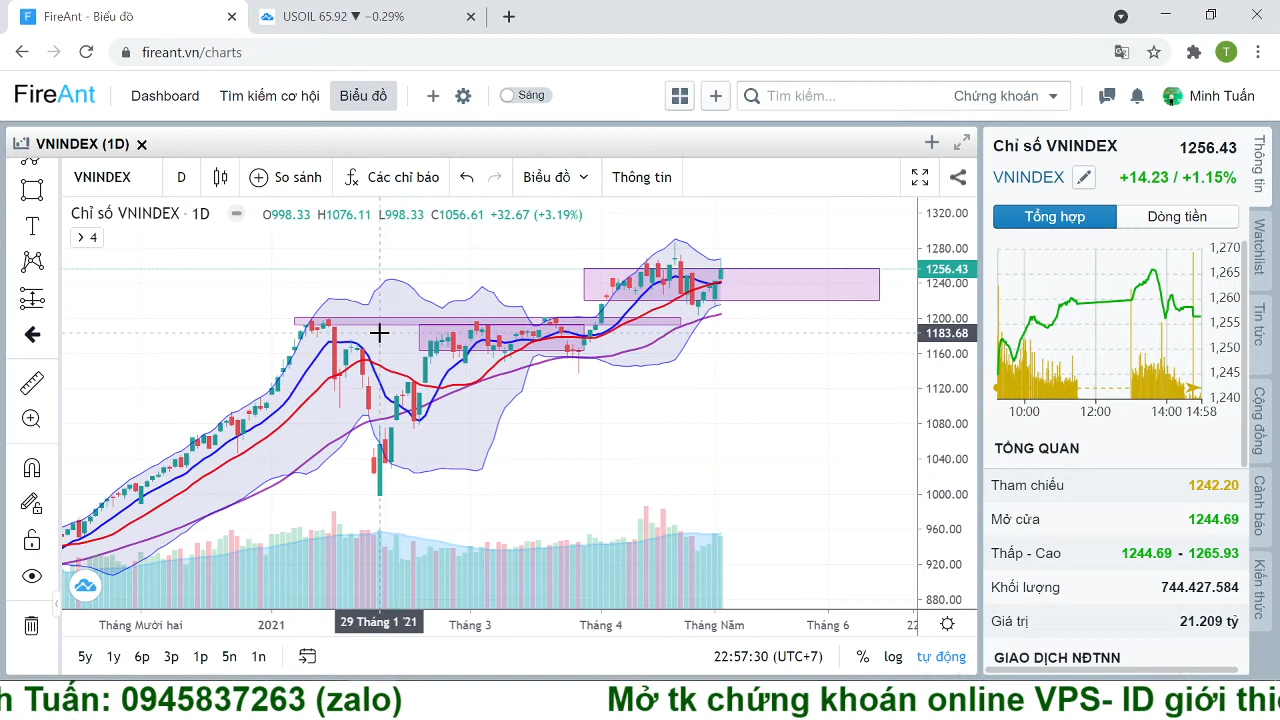 FireAnt - Biểu đồ
USOIL 65.92 ▼ −0.29%
fireant.vn/charts
T
FireAnt
Dashboard
Tìm kiếm cơ hội
Biểu đồ
Sáng
Tìm kiếm...
Chứng khoán
Minh Tuấn
VNINDEX (1D)
VNINDEX
D
So sánh
Các chỉ báo
Biểu đồ
Thông tin
Chỉ số VNINDEX · 1D
O998.33 H1076.11 L998.33 C1056.61 +32.67 (+3.19%)
4
1320.00
1280.00
1256.43
1240.00
1200.00
1183.68
1160.00
1120.00
1080.00
1040.00
1000.00
960.00
920.00
880.00
Tháng Mười hai
2021
29 Tháng 1 '21
Tháng 3
Tháng 4
Tháng Năm
Tháng 6
22
5y 1y 6p 3p 1p 5n 1n
22:57:30 (UTC+7)
% log tự động
Chỉ số VNINDEX
1256.43
VNINDEX
+14.23 / +1.15%
Tổng hợp
Dòng tiền
1,270
1,265
1,260
1,255
1,250
1,245
1,240
10:00 12:00 14:00 14:58
TỔNG QUAN
Tham chiếu 1242.20
Mở cửa 1244.69
Thấp - Cao 1244.69 - 1265.93
Khối lượng 744.427.584
Giá trị 21.209 tỷ
GIAO DỊCH NĐTNN
Thông tin
Watchlist
Tin tức
Cộng đồng
Cảnh báo
Kiến thức
h Tuấn: 0945837263 (zalo)
Mở tk chứng khoán online VPS- ID giới thi